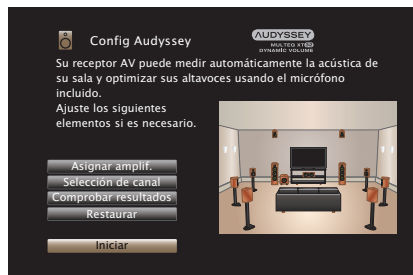 Config Audyssey
AUDYSSEY
MULTEQ XT32
DYNAMIC VOLUME
Su receptor AV puede medir automáticamente la acústica de
su sala y optimizar sus altavoces usando el micrófono
incluido.
Ajuste los siguientes
elementos si es necesario.
Asignar amplif.
Selección de canal
Comprobar resultados
Restaurar
Iniciar